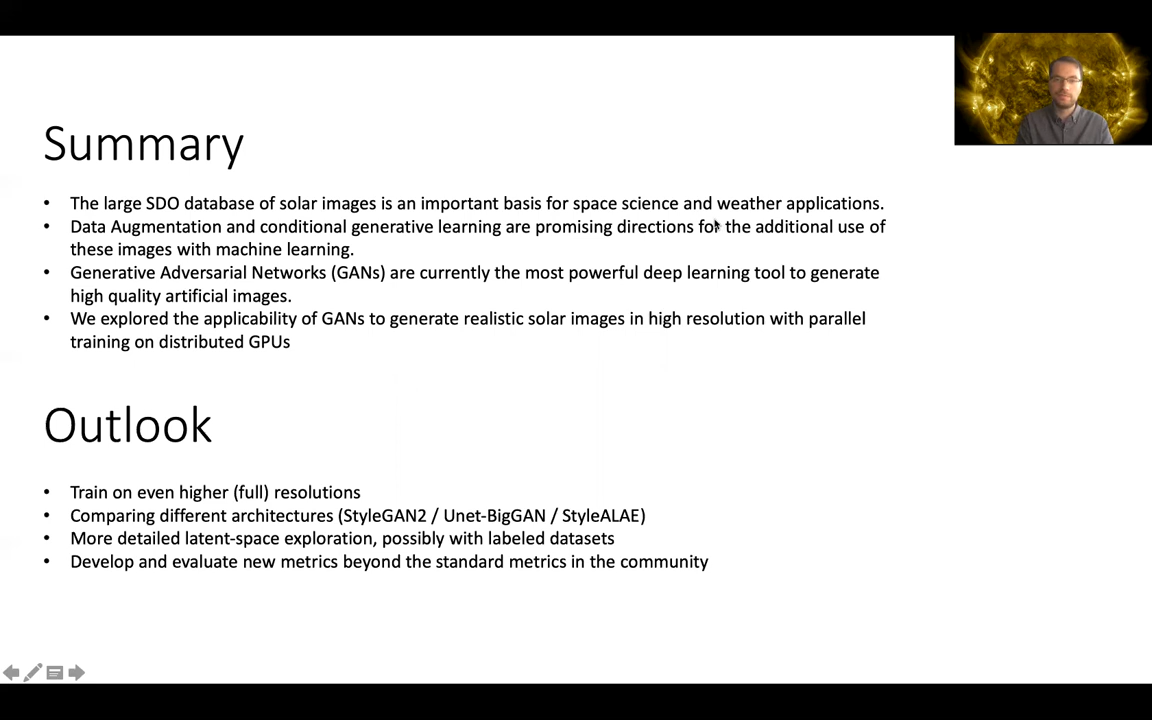 Summary
• The large SDO database of solar images is an important basis for space science and weather applications.
• Data Augmentation and conditional generative learning are promising directions for the additional use of
these images with machine learning.
• Generative Adversarial Networks (GANs) are currently the most powerful deep learning tool to generate
high quality artificial images.
• We explored the applicability of GANs to generate realistic solar images in high resolution with parallel
training on distributed GPUs
Outlook
• Train on even higher (full) resolutions
• Comparing different architectures (StyleGAN2 / Unet-BigGAN / StyleALAE)
• More detailed latent-space exploration, possibly with labeled datasets
• Develop and evaluate new metrics beyond the standard metrics in the community